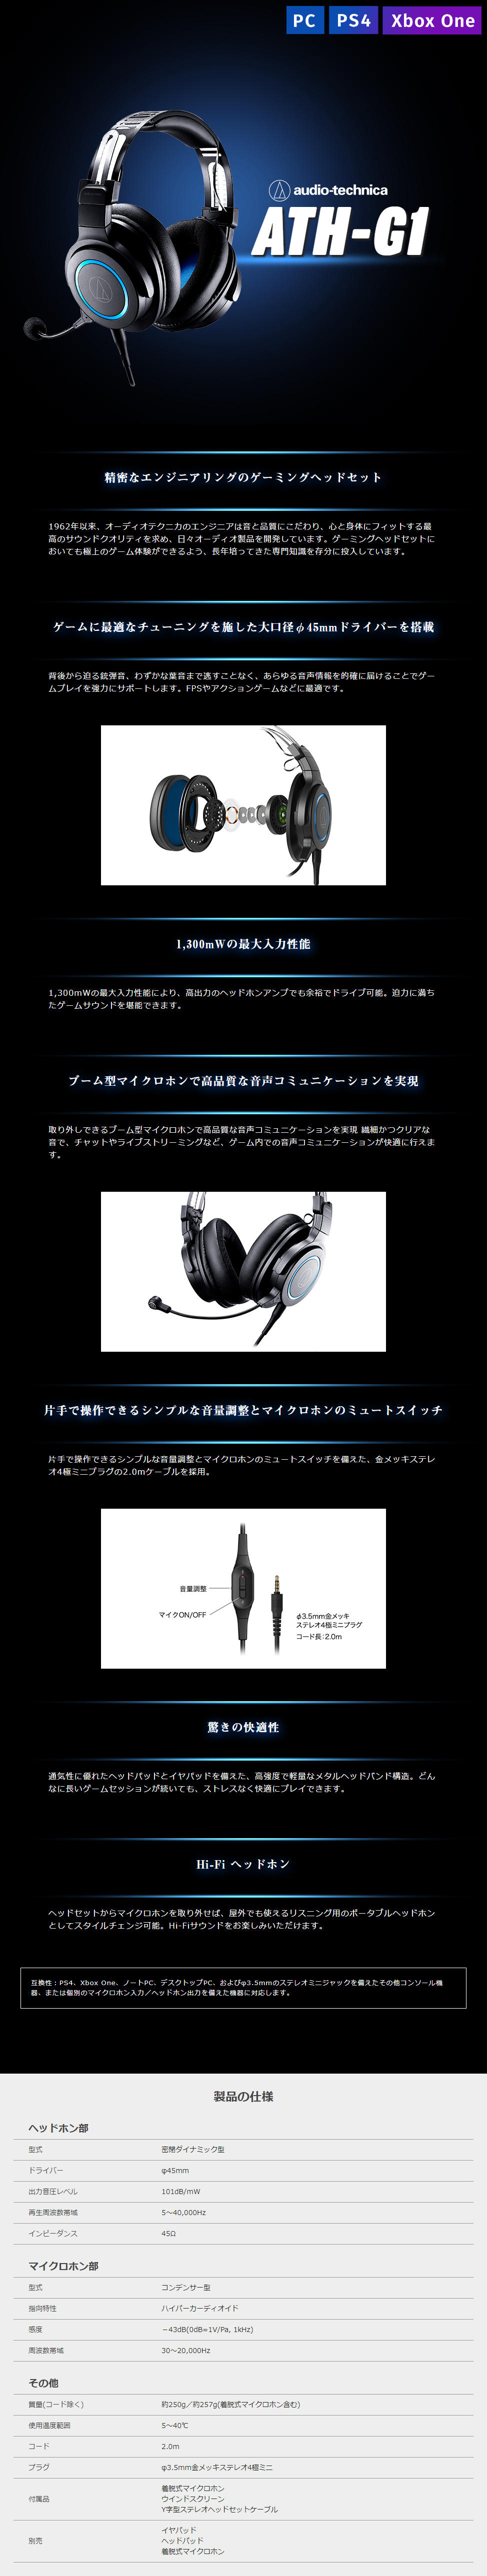 PC PS4 Xbox One
audio-technica
ATH-G1
精密なエンジニアリングのゲーミングヘッドセット
1962年以来、オーディオテクニカのエンジニアは音と品質にこだわり、心と身体にフィットする最
高のサウンドクオリティを求め、日々オーディオ製品を開発しています。ゲーミングヘッドセットに
おいても極上のゲーム体験ができるよう、長年培ってきた専門知識を存分に投入しています。
ゲームに最適なチューニングを施した大口径φ45mmドライバーを搭載
背後から迫る銃弾音、わずかな葉音まで逃すことなく、あらゆる音声情報を的確に届けることでゲー
ムプレイを強力にサポートします。FPSやアクションゲームなどに最適です。
1,300mWの最大入力性能
1,300mWの最大入力性能により、高出力のヘッドホンアンプでも余裕でドライブ可能。迫力に満ち
たゲームサウンドを堪能できます。
ブーム型マイクロホンで高品質な音声コミュニケーションを実現
取り外しできるブーム型マイクロホンで高品質な音声コミュニケーションを実現 繊細かつクリアな
音で、チャットやライブストリーミングなど、ゲーム内での音声コミュニケーションが快適に行えま
す。
片手で操作できるシンプルな音量調整とマイクロホンのミュートスイッチ
片手で操作できるシンプルな音量調整とマイクロホンのミュートスイッチを備えた、金メッキステレ
オ4極ミニプラグの2.0mケーブルを採用。
音量調整
マイクON/OFF
φ3.5mm金メッキ
ステレオ4極ミニプラグ
コード長：2.0m
驚きの快適性
通気性に優れたヘッドパッドとイヤパッドを備えた、高強度で軽量なメタルヘッドバンド構造。どん
なに長いゲームセッションが続いても、ストレスなく快適にプレイできます。
Hi-Fi ヘッドホン
ヘッドセットからマイクロホンを取り外せば、屋外でも使えるリスニング用のポータブルヘッドホン
としてスタイルチェンジ可能。Hi-Fiサウンドをお楽しみいただけます。
互換性：PS4、Xbox One、ノートPC、デスクトップPC、およびφ3.5mmのステレオミニジャックを備えたその他コンソール機
器、または個別のマイクロホン入力／ヘッドホン出力を備えた機器に対応します。
製品の仕様
ヘッドホン部
型式 密閉ダイナミック型
ドライバー φ45mm
出力音圧レベル 101dB/mW
再生周波数帯域 5～40,000Hz
インピーダンス 45Ω
マイクロホン部
型式 コンデンサー型
指向特性 ハイパーカーディオイド
感度 －43dB(0dB=1V/Pa, 1kHz)
周波数帯域 30～20,000Hz
その他
質量(コード除く) 約250g／約257g(着脱式マイクロホン含む)
使用温度範囲 5～40℃
コード 2.0m
プラグ φ3.5mm金メッキステレオ4極ミニ
付属品 着脱式マイクロホン
ウインドスクリーン
Y字型ステレオヘッドセットケーブル
別売 イヤパッド
ヘッドパッド
着脱式マイクロホン